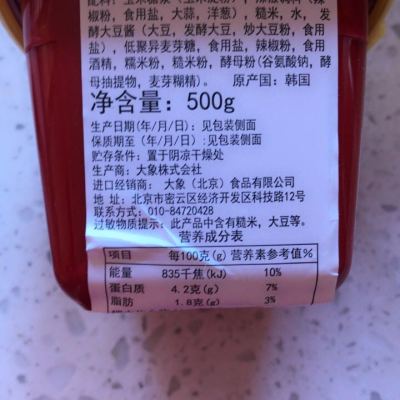 椒粉，食用盐，大蒜，洋葱），糙米，水，发
酵大豆酱（大豆，发酵大豆，炒大豆粉，食用
盐），低聚异麦芽糖，食用盐，辣椒粉，食用
酒精，糯米粉，糙米粉，酵母粉(谷氨酸钠，酵
母抽提物，麦芽糊精）。 原产国：韩国
净含量：500g
生产日期(年/月/日)：见包装侧面
保质期至（年/月/日）:见包装侧面
贮存条件：置于阴凉干燥处
生产商：大象株式会社
进口经销商： 大象（北京）食品有限公司
地 址：北京市密云区经济开发区科技路12号
联系方式：010-84720428
过敏物质提示：此产品中含有糙米，大豆等。
营养成分表
项目 每100克(g) 营养素参考值%
能量 835千焦(kJ) 10%
蛋白质 4.2克(g) 7%
脂肪 1.8克(g) 3%